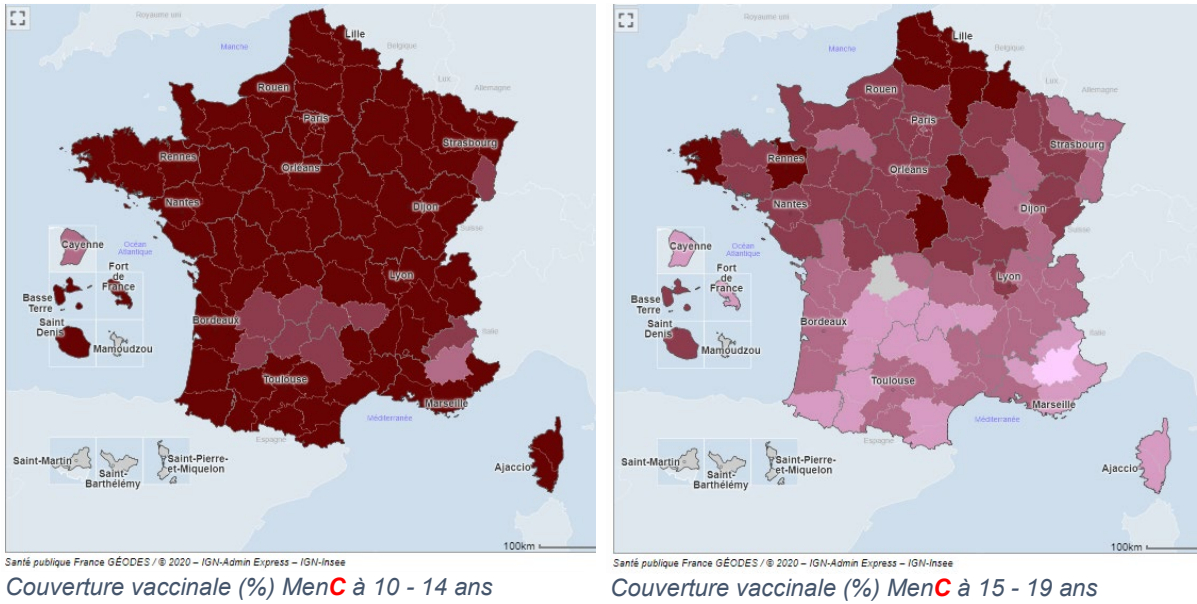 Royaume uni
Lille
Manche
Belgique
Lux.
Allemagne
Rouen
Paris
Strasbourg
Rennes
Orléans
Nantes
Dijon
Suisse
Cayenne
Océan
Atlantique
Fort
de
France
Lyon
Basse
Terre
Bordeaux
Saint
Denis
Mamoudzou
Italie
Toulouse
Marseille
Méditerranée
Espagne
Saint-Martin
Saint-
Barthélémy
Saint-Pierre-
et-Miquelon
Ajaccio
100km
Santé publique France GÉODES / © 2020 – IGN-Admin Express – IGN-Insee
Couverture vaccinale (%) MenC à 10 - 14 ans
Royaume uni
Lille
Manche
Belgique
Lux.
Allemagne
Rouen
Paris
Strasbourg
Rennes
Orléans
Nantes
Dijon
Suisse
Cayenne
Océan
Atlantique
Fort
de
France
Lyon
Basse
Terre
Bordeaux
Saint
Denis
Mamoudzou
Italie
Toulouse
Marseille
Méditerranée
Espagne
Saint-Martin
Saint-
Barthélémy
Saint-Pierre-
et-Miquelon
Ajaccio
100km
Santé publique France GÉODES / © 2020 – IGN-Admin Express – IGN-Insee
Couverture vaccinale (%) MenC à 15 - 19 ans